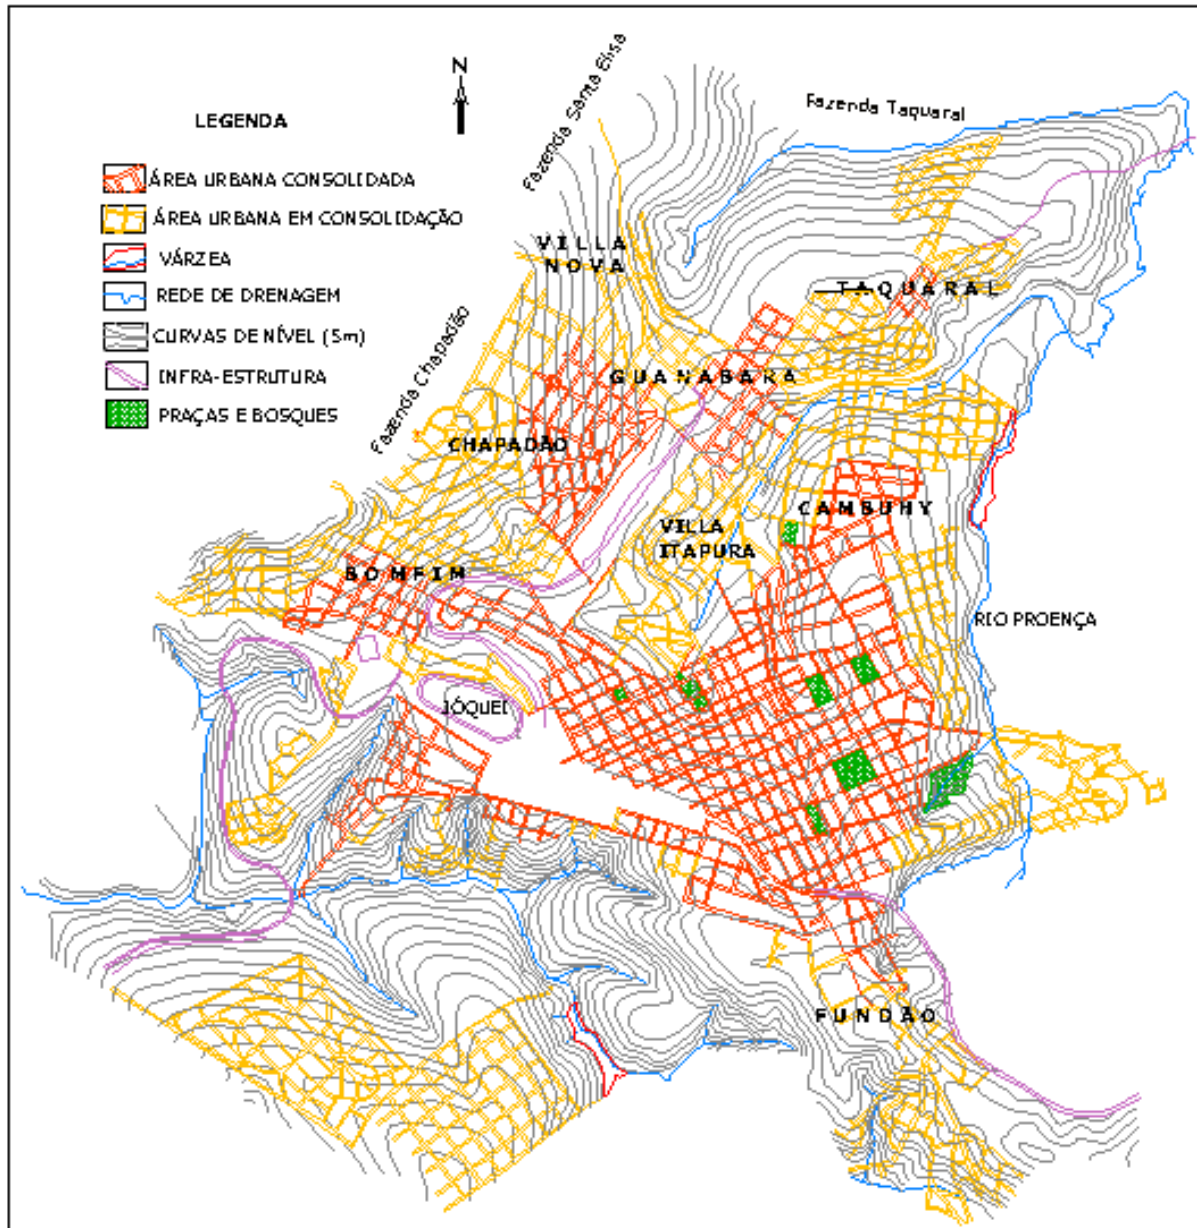 N
Fazenda Santa Elisa
Fazenda Taquaral
LEGENDA
ÁREA URBANA CONSOLIDADA
ÁREA URBANA EM CONSOLIDAÇÃO
VÁRZEA
REDE DE DRENAGEM
CURVAS DE NÍVEL (5m)
INFRA-ESTRUTURA
PRAÇAS E BOSQUES
VILLA
NOVA
TAQUARAL
Fazenda Chapadão
GUANABARA
CHAPADÃO
CAMBUHY
VILLA
ITAPURA
BOMFIM
RIO PROENÇA
JÓQUEI
FUNDÃO